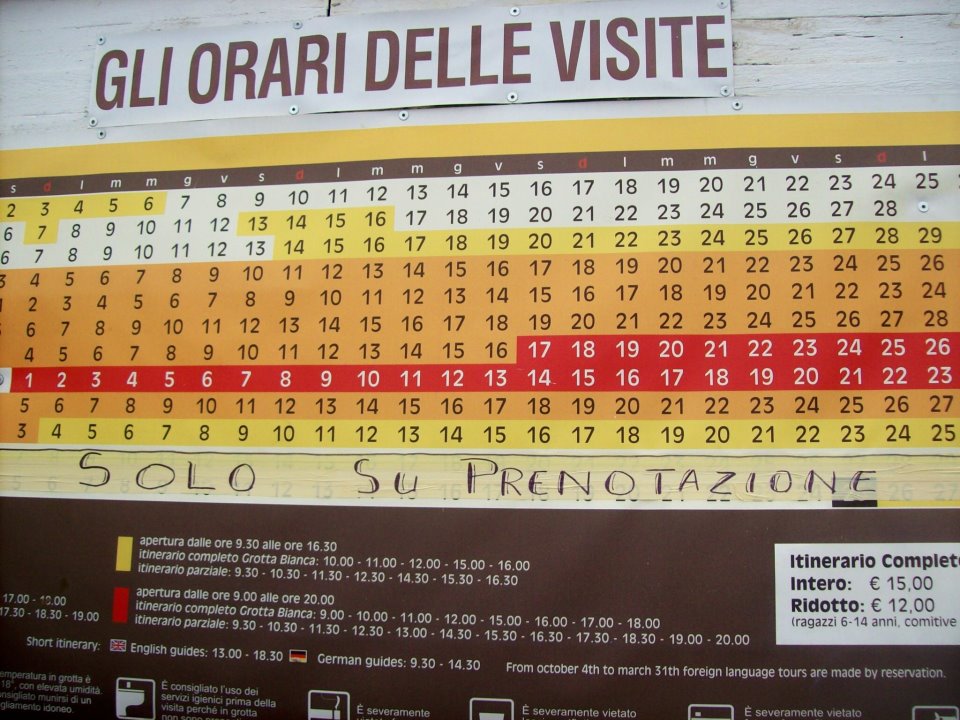 GLI ORARI DELLE VISITE
s d l m m g v s d l m m g v s d l m m g v s d l
2 3 4 5 6 7 8 9 10 11 12 13 14 15 16 17 18 19 20 21 22 23 24 25
6 7 8 9 10 11 12 13 14 15 16 17 18 19 20 21 22 23 24 25 26 27 28
6 7 8 9 10 11 12 13 14 15 16 17 18 19 20 21 22 23 24 25 26 27 28 29
3 4 5 6 7 8 9 10 11 12 13 14 15 16 17 18 19 20 21 22 23 24 25 26
1 2 3 4 5 6 7 8 9 10 11 12 13 14 15 16 17 18 19 20 21 22 23 24
6 7 8 9 10 11 12 13 14 15 16 17 18 19 20 21 22 23 24 25 26 27 28
4 5 6 7 8 9 10 11 12 13 14 15 16 17 18 19 20 21 22 23 24 25 26
1 2 3 4 5 6 7 8 9 10 11 12 13 14 15 16 17 18 19 20 21 22 23
5 6 7 8 9 10 11 12 13 14 15 16 17 18 19 20 21 22 23 24 25 26 27
3 4 5 6 7 8 9 10 11 12 13 14 15 16 17 18 19 20 21 22 23 24 25
SOLO SU PRENOTAZIONE
apertura dalle ore 9.30 alle ore 16.30
itinerario completo Grotta Bianca: 10.00 - 11.00 - 12.00 - 15.00 - 16.00
itinerario parziale: 9.30 - 10.30 - 11.30 - 12.30 - 14.30 - 15.30 - 16.30
- 17.00 - 18.00
17.30 - 18.30 - 19.00
apertura dalle ore 9.00 alle ore 20.00
itinerario completo Grotta Bianca: 9.00 - 10.00 - 11.00 - 12.00 - 15.00 - 16.00 - 17.00 - 18.00
itinerario parziale: 9.30 - 10.30 - 11.30 - 12.30 - 13.00 - 14.30 - 15.30 - 16.30 - 17.30 - 18.30 - 19.00 - 20.00
Itinerario Complet
Intero: € 15,00
Ridotto: € 12,00
(ragazzi 6-14 anni, comitive
Short itinerary: English guides: 13.00 - 18.30 German guides: 9.30 - 14.30 From october 4th to march 31th foreign language tours are made by reservation.
emperatura in grotta è
18°, con elevata umidità.
nsigliato munirsi di un
gliamento idoneo.
È consigliato l'uso dei
servizi igienici prima della
visita perché in grotta
non sono
È severamente
È severamente vietato
È severamente